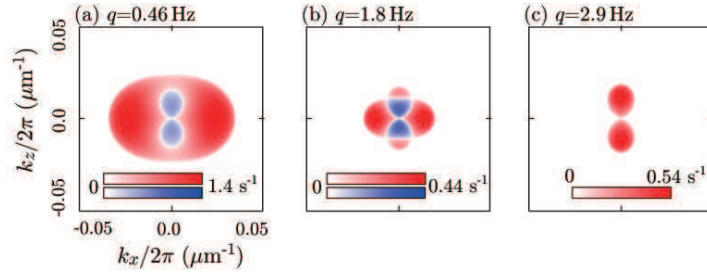 (a) q=0.46 Hz
(b) q=1.8 Hz
(c) q=2.9 Hz
0.05
0.0
-0.05
k_z/2π (μm⁻¹)
0 1.4 s⁻¹
0 0.44 s⁻¹
0 0.54 s⁻¹
-0.05 0.0 0.05
k_x/2π (μm⁻¹)